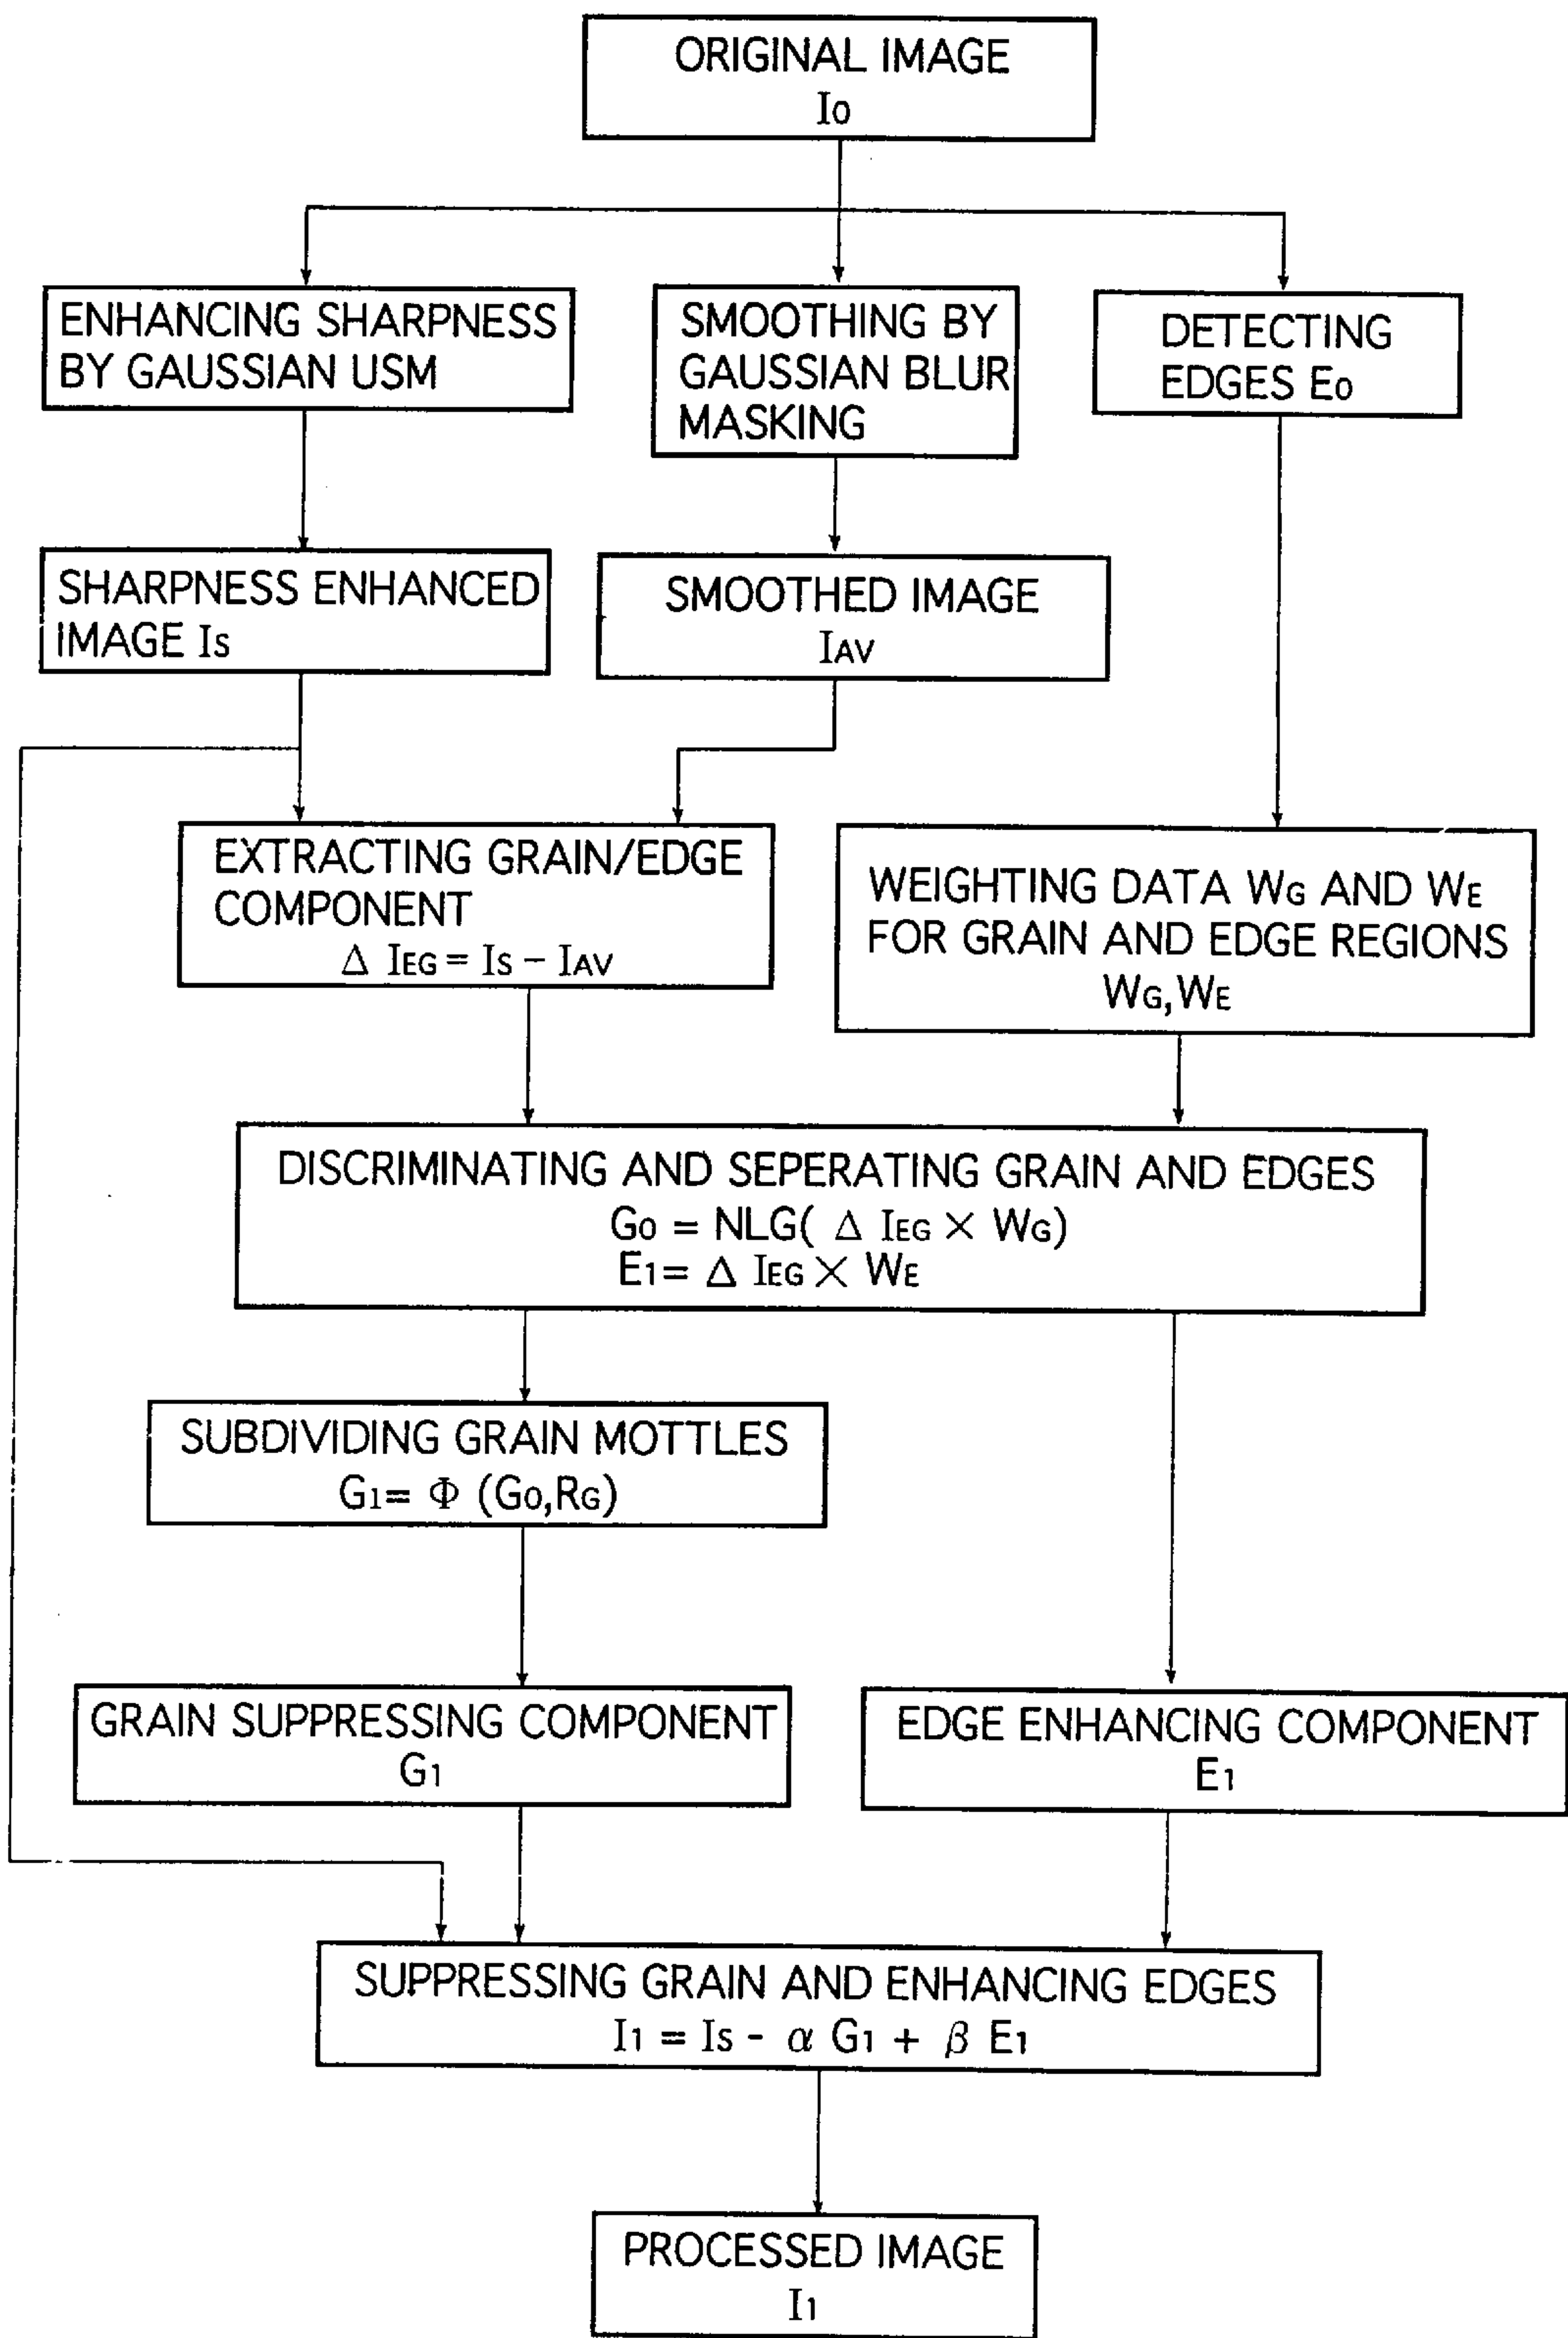 ORIGINAL IMAGE
I0
ENHANCING SHARPNESS
BY GAUSSIAN USM
SMOOTHING BY
GAUSSIAN BLUR
MASKING
DETECTING
EDGES E0
SHARPNESS ENHANCED
IMAGE IS
SMOOTHED IMAGE
IAV
EXTRACTING GRAIN/EDGE
COMPONENT
Δ IEG = IS − IAV
WEIGHTING DATA WG AND WE
FOR GRAIN AND EDGE REGIONS
WG,WE
DISCRIMINATING AND SEPERATING GRAIN AND EDGES
G0 = NLG( Δ IEG × WG)
E1= Δ IEG × WE
SUBDIVIDING GRAIN MOTTLES
G1= Φ (G0,RG)
GRAIN SUPPRESSING COMPONENT
G1
EDGE ENHANCING COMPONENT
E1
SUPPRESSING GRAIN AND ENHANCING EDGES
I1 = IS - α G1 + β E1
PROCESSED IMAGE
I1